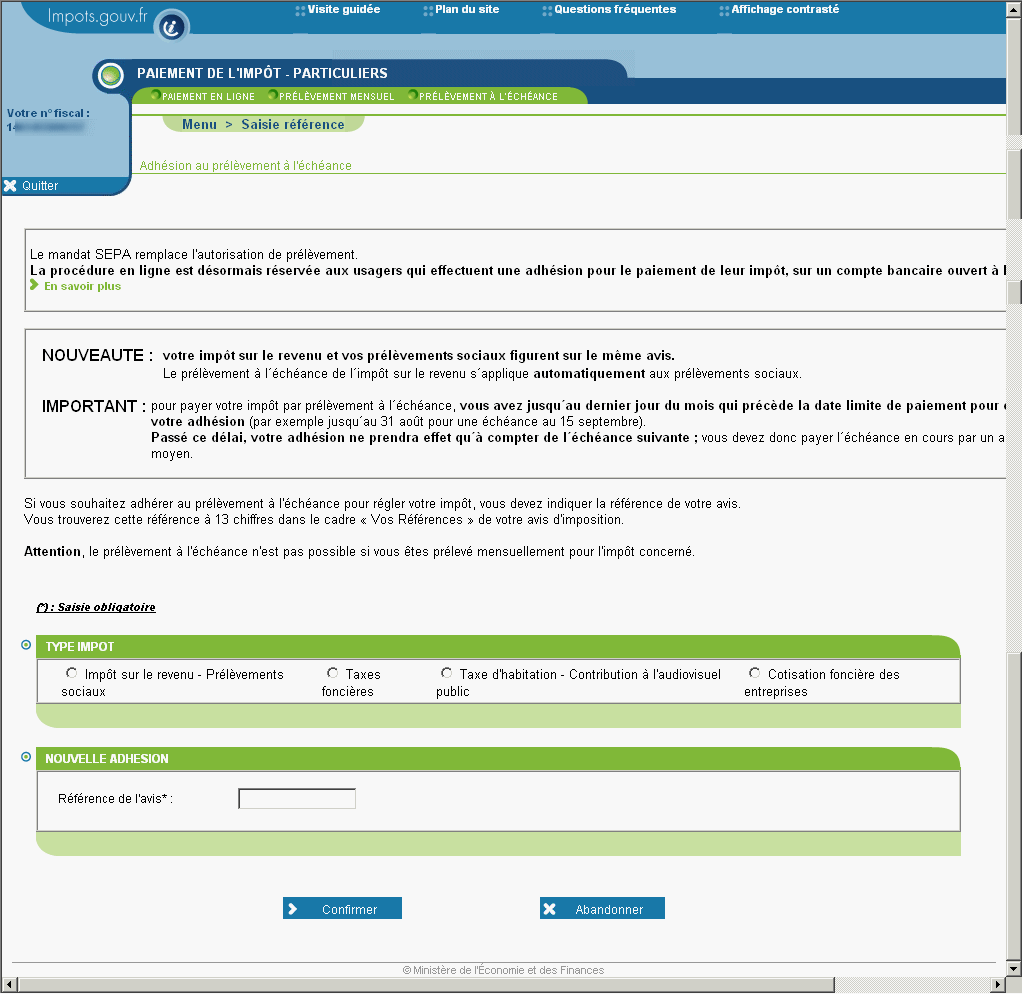 Impots.gouv.fr
Visite guidée
Plan du site
Questions fréquentes
Affichage contrasté
PAIEMENT DE L'IMPÔT - PARTICULIERS
PAIEMENT EN LIGNE
PRÉLÈVEMENT MENSUEL
PRÉLÈVEMENT À L'ÉCHÉANCE
Votre n° fiscal :
Menu > Saisie référence
Adhésion au prélèvement à l'échéance
Quitter
Le mandat SEPA remplace l'autorisation de prélèvement.
La procédure en ligne est désormais réservée aux usagers qui effectuent une adhésion pour le paiement de leur impôt, sur un compte bancaire ouvert à
En savoir plus
NOUVEAUTE : votre impôt sur le revenu et vos prélèvements sociaux figurent sur le même avis.
Le prélèvement à l´échéance de l´impôt sur le revenu s´applique automatiquement aux prélèvements sociaux.
IMPORTANT : pour payer votre impôt par prélèvement à l´échéance, vous avez jusqu´au dernier jour du mois qui précède la date limite de paiement pour
votre adhésion (par exemple jusqu´au 31 août pour une échéance au 15 septembre).
Passé ce délai, votre adhésion ne prendra effet qu´à compter de l´échéance suivante ; vous devez donc payer l´échéance en cours par un a
moyen.
Si vous souhaitez adhérer au prélèvement à l'échéance pour régler votre impôt, vous devez indiquer la référence de votre avis.
Vous trouverez cette référence à 13 chiffres dans le cadre « Vos Références » de votre avis d'imposition.
Attention, le prélèvement à l'échéance n'est pas possible si vous êtes prélevé mensuellement pour l'impôt concerné.
(*) : Saisie obligatoire
TYPE IMPOT
Impôt sur le revenu - Prélèvements
sociaux
Taxes
foncières
Taxe d'habitation - Contribution à l'audiovisuel
public
Cotisation foncière des
entreprises
NOUVELLE ADHESION
Référence de l'avis* :
Confirmer
Abandonner
© Ministère de l'Économie et des Finances